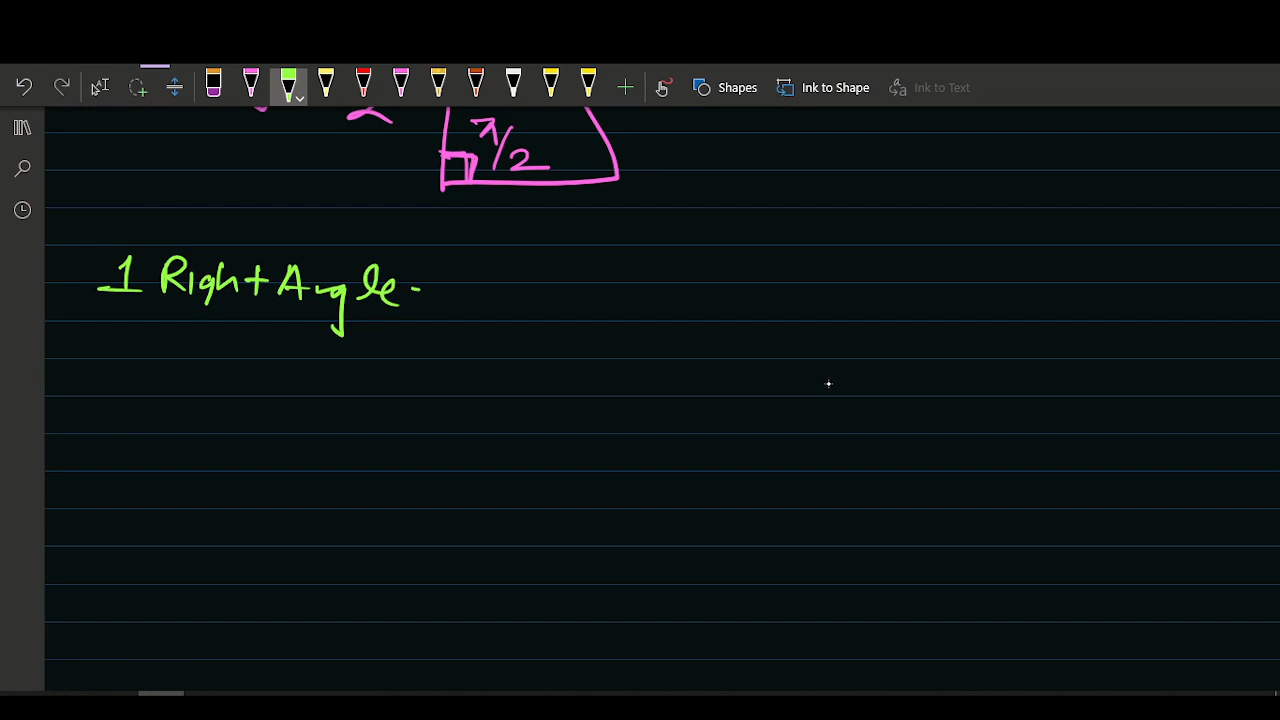 Shapes Ink to Shape Ink to Text
π/2
1 Right Angle -